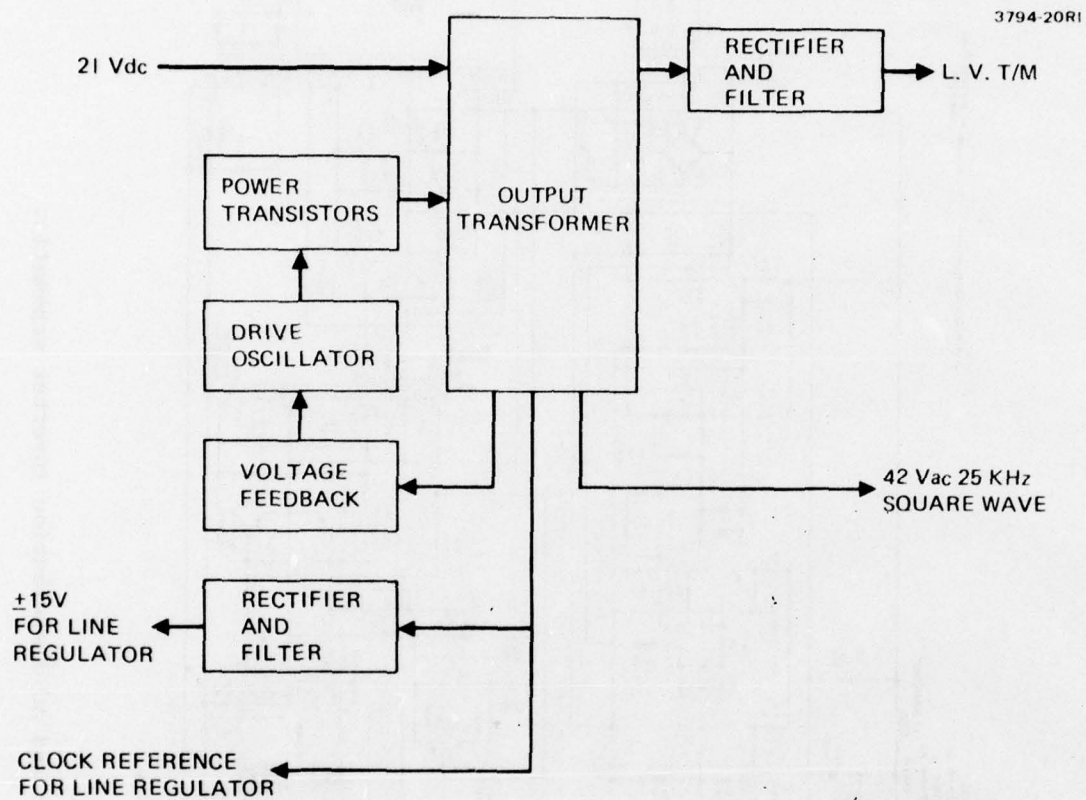 3794-20RI
21 Vdc
RECTIFIER
AND
FILTER
L. V. T/M
POWER
TRANSISTORS
OUTPUT
TRANSFORMER
DRIVE
OSCILLATOR
VOLTAGE
FEEDBACK
42 Vac 25 KHz
SQUARE WAVE
±15V
FOR LINE
REGULATOR
RECTIFIER
AND
FILTER
CLOCK REFERENCE
FOR LINE REGULATOR